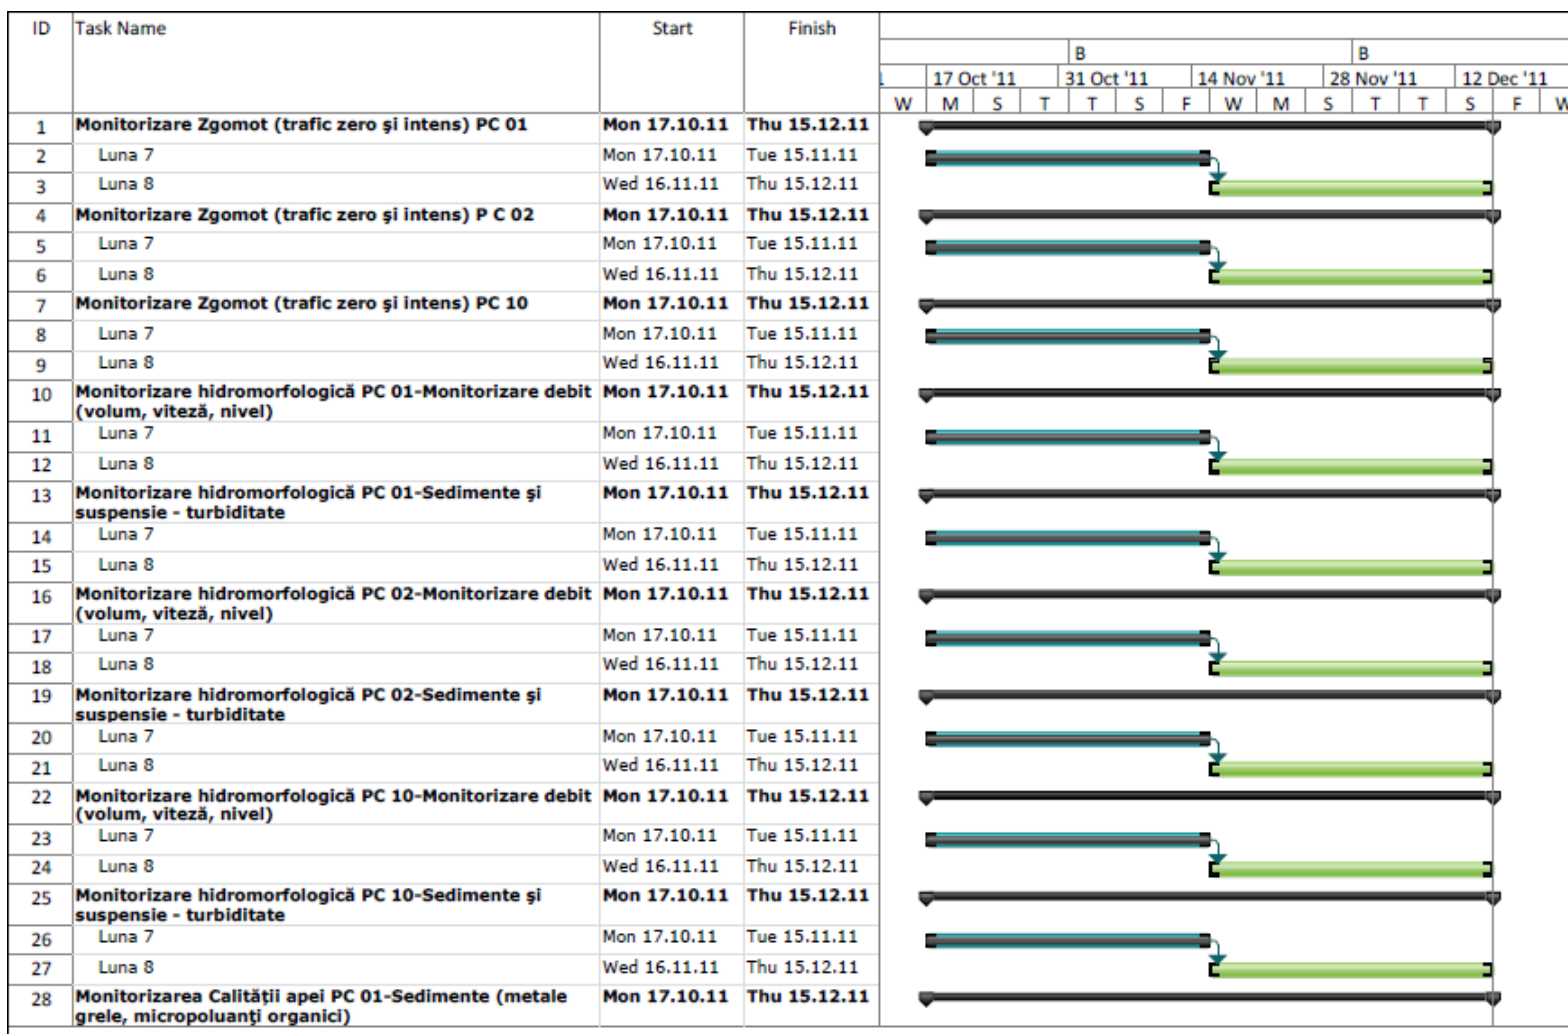 ID Task Name Start Finish
B B
17 Oct '11 31 Oct '11 14 Nov '11 28 Nov '11 12 Dec '11
W M S T T S F W M S T T S F W
1 Monitorizare Zgomot (trafic zero şi intens) PC 01 Mon 17.10.11 Thu 15.12.11
2 Luna 7 Mon 17.10.11 Tue 15.11.11
3 Luna 8 Wed 16.11.11 Thu 15.12.11
4 Monitorizare Zgomot (trafic zero şi intens) P C 02 Mon 17.10.11 Thu 15.12.11
5 Luna 7 Mon 17.10.11 Tue 15.11.11
6 Luna 8 Wed 16.11.11 Thu 15.12.11
7 Monitorizare Zgomot (trafic zero şi intens) PC 10 Mon 17.10.11 Thu 15.12.11
8 Luna 7 Mon 17.10.11 Tue 15.11.11
9 Luna 8 Wed 16.11.11 Thu 15.12.11
10 Monitorizare hidromorfologică PC 01-Monitorizare debit Mon 17.10.11 Thu 15.12.11
(volum, viteză, nivel)
11 Luna 7 Mon 17.10.11 Tue 15.11.11
12 Luna 8 Wed 16.11.11 Thu 15.12.11
13 Monitorizare hidromorfologică PC 01-Sedimente şi Mon 17.10.11 Thu 15.12.11
suspensie - turbiditate
14 Luna 7 Mon 17.10.11 Tue 15.11.11
15 Luna 8 Wed 16.11.11 Thu 15.12.11
16 Monitorizare hidromorfologică PC 02-Monitorizare debit Mon 17.10.11 Thu 15.12.11
(volum, viteză, nivel)
17 Luna 7 Mon 17.10.11 Tue 15.11.11
18 Luna 8 Wed 16.11.11 Thu 15.12.11
19 Monitorizare hidromorfologică PC 02-Sedimente şi Mon 17.10.11 Thu 15.12.11
suspensie - turbiditate
20 Luna 7 Mon 17.10.11 Tue 15.11.11
21 Luna 8 Wed 16.11.11 Thu 15.12.11
22 Monitorizare hidromorfologică PC 10-Monitorizare debit Mon 17.10.11 Thu 15.12.11
(volum, viteză, nivel)
23 Luna 7 Mon 17.10.11 Tue 15.11.11
24 Luna 8 Wed 16.11.11 Thu 15.12.11
25 Monitorizare hidromorfologică PC 10-Sedimente şi Mon 17.10.11 Thu 15.12.11
suspensie - turbiditate
26 Luna 7 Mon 17.10.11 Tue 15.11.11
27 Luna 8 Wed 16.11.11 Thu 15.12.11
28 Monitorizarea Calităţii apei PC 01-Sedimente (metale Mon 17.10.11 Thu 15.12.11
grele, micropoluanţi organici)